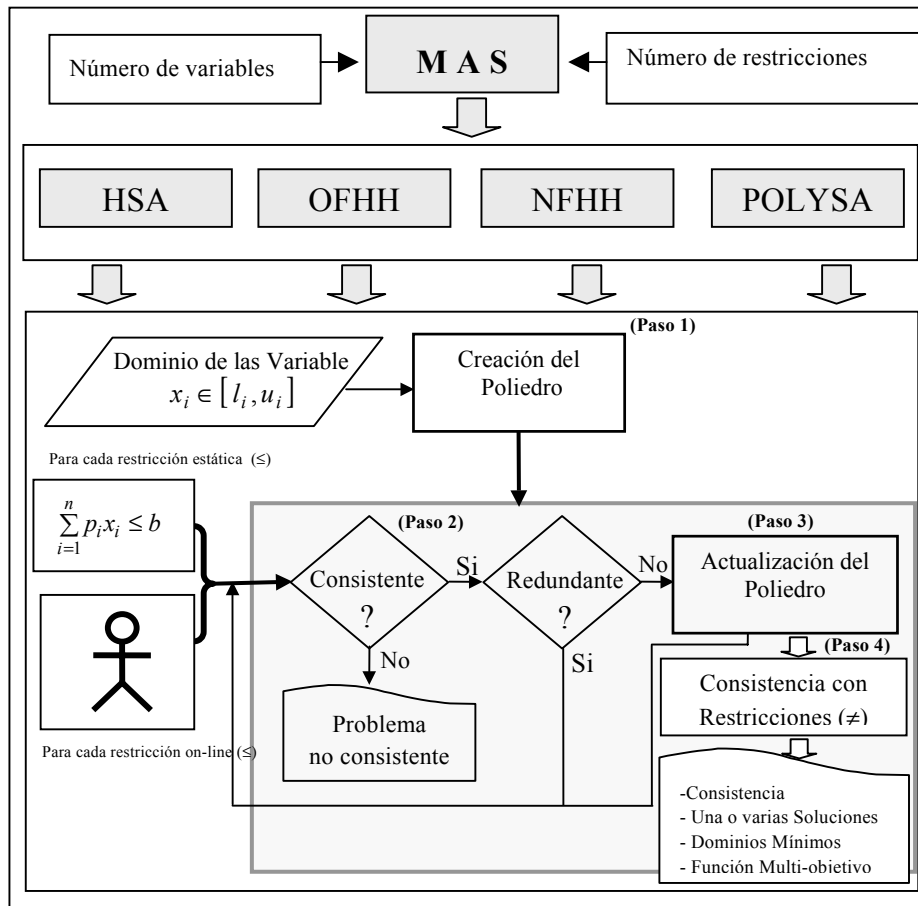 Número de variables
M A S
Número de restricciones
HSA
OFHH
NFHH
POLYSA
(Paso 1)
Dominio de las Variable
x_i ∈ [l_i, u_i]
Creación del
Poliedro
Para cada restricción estática (≤)
∑_{i=1}^{n} p_i x_i ≤ b
(Paso 2)
Consistente
?
Si
Redundante
?
No
(Paso 3)
Actualización del
Poliedro
No
Si
(Paso 4)
Problema
no consistente
Consistencia con
Restricciones (≠)
Para cada restricción on-line (≤)
-Consistencia
- Una o varias Soluciones
- Dominios Mínimos
- Función Multi-objetivo